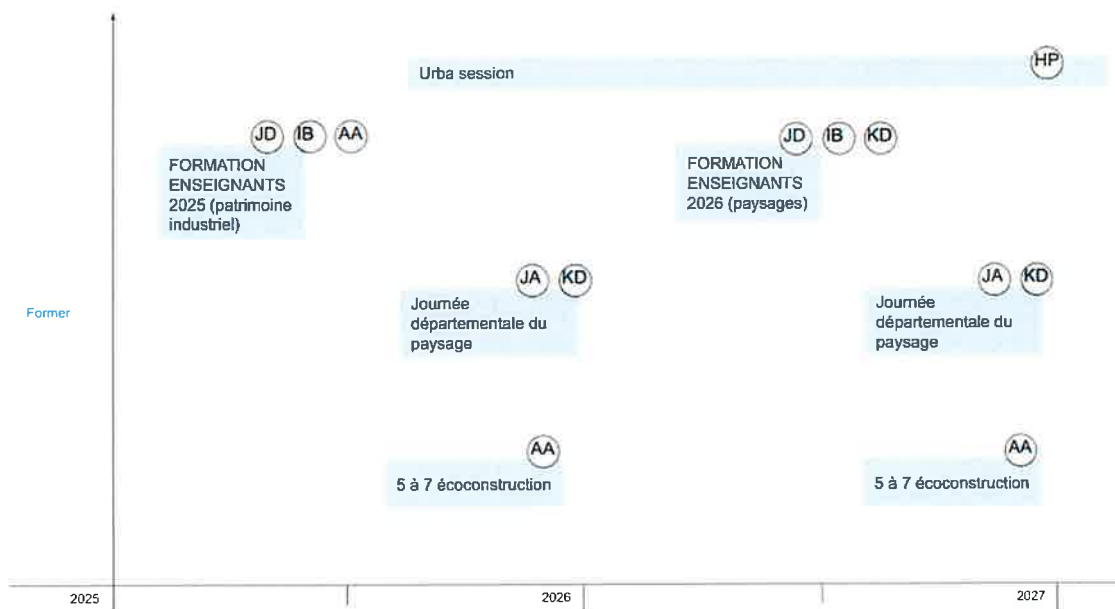 HP
Urba session
JD IB AA
FORMATION
ENSEIGNANTS
2025 (patrimoine
industriel)
JD IB KD
FORMATION
ENSEIGNANTS
2026 (paysages)
JA KD
Journée
départementale du
paysage
JA KD
Journée
départementale du
paysage
Former
AA
5 à 7 écoconstruction
AA
5 à 7 écoconstruction
2025 2026 2027